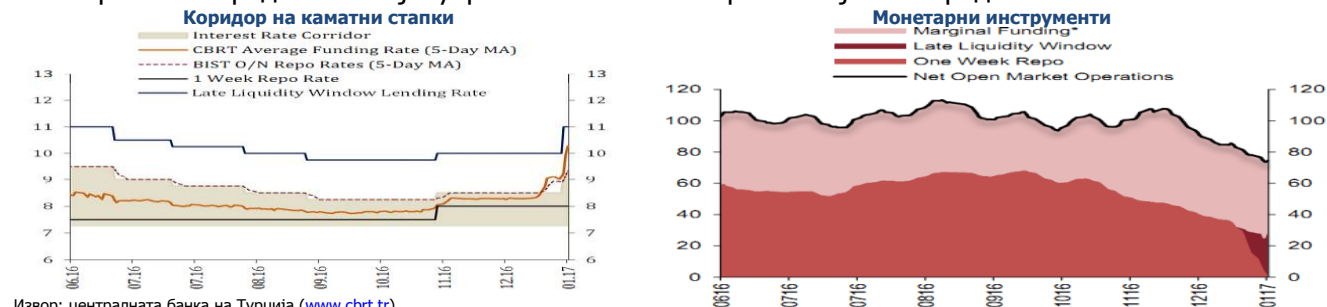 Коридор на каматни стапки
Interest Rate Corridor
CBRT Average Funding Rate (5-Day MA)
BIST O/N Repo Rates (5-Day MA)
1 Week Repo Rate
Late Liquidity Window Lending Rate
13 13
12 12
11 11
10 10
9 9
8 8
7 7
6 6
06.16 07.16 08.16 09.16 10.16 11.16 12.16 01.17
Извор: централната банка на Турција (www.cbrt.tr)
Монетарни инструменти
Marginal Funding*
Late Liquidity Window
One Week Repo
Net Open Market Operations
120 120
100 100
80 80
60 60
40 40
20 20
0 0
0616 0716 0716 0816 0916 1016 1116 1216 0117